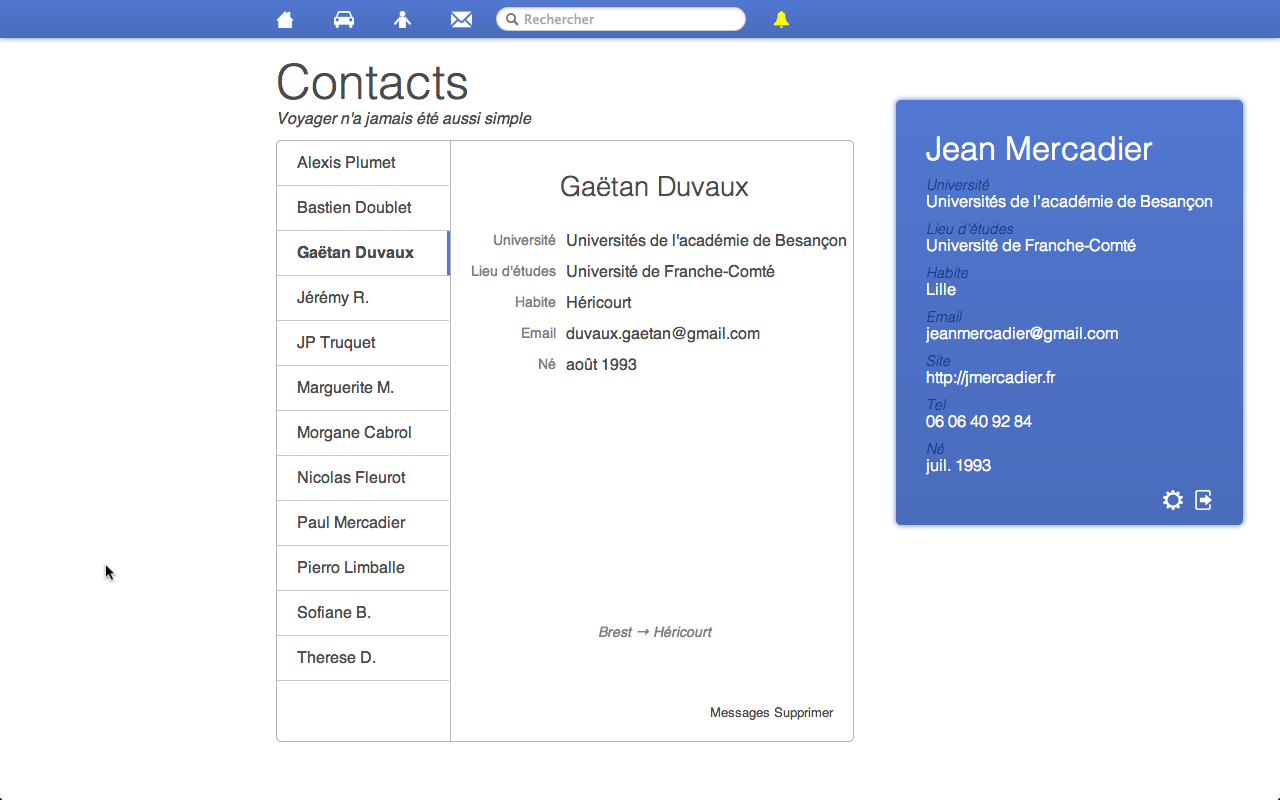 Rechercher
Contacts
Voyager n'a jamais été aussi simple
Alexis Plumet
Bastien Doublet
Gaëtan Duvaux
Jérémy R.
JP Truquet
Marguerite M.
Morgane Cabrol
Nicolas Fleurot
Paul Mercadier
Pierro Limballe
Sofiane B.
Therese D.
Gaëtan Duvaux
Université Universités de l'académie de Besançon
Lieu d'études Université de Franche-Comté
Habite Héricourt
Email duvaux.gaetan@gmail.com
Né août 1993
Brest → Héricourt
Messages Supprimer
Jean Mercadier
Université
Universités de l'académie de Besançon
Lieu d'études
Université de Franche-Comté
Habite
Lille
Email
jeanmercadier@gmail.com
Site
http://jmercadier.fr
Tel
06 06 40 92 84
Né
juil. 1993